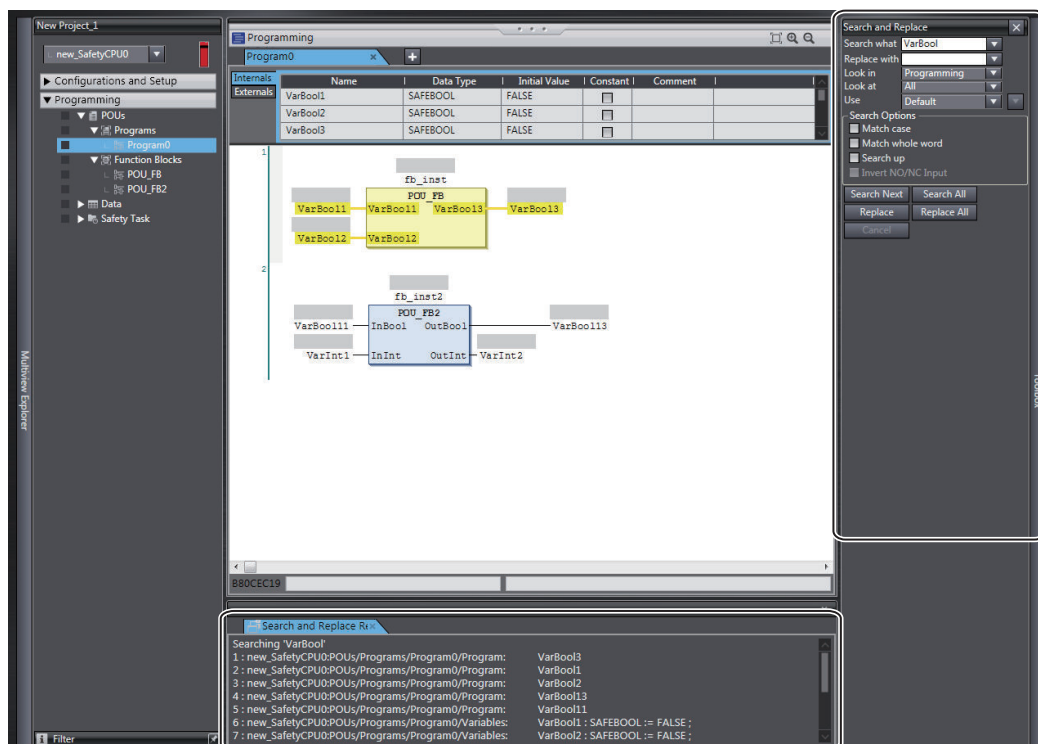 New_Project_1
new_SafetyCPU0
Configurations and Setup
Programming
POUs
Programs
Program0
Function Blocks
POU_FB
POU_FB2
Data
Safety Task
Multiview Explorer
Filter
Programming
Program0
Internals
Externals
Name Data Type Initial Value Constant Comment
VarBool1 SAFEBOOL FALSE
VarBool2 SAFEBOOL FALSE
VarBool3 SAFEBOOL FALSE
1
fb_inst
POU_FB
VarBool1 VarBool1 VarBool3 VarBool3
VarBool2 VarBool2
2
fb_inst2
POU_FB2
VarBool11 InBool OutBool VarBool13
VarInt1 InInt OutInt VarInt2
B80CEC19
Search and Replace
Searching 'VarBool'
1 : new_SafetyCPU0:POUs/Programs/Program0/Program: VarBool3
2 : new_SafetyCPU0:POUs/Programs/Program0/Program: VarBool1
3 : new_SafetyCPU0:POUs/Programs/Program0/Program: VarBool2
4 : new_SafetyCPU0:POUs/Programs/Program0/Program: VarBool13
5 : new_SafetyCPU0:POUs/Programs/Program0/Program: VarBool11
6 : new_SafetyCPU0:POUs/Programs/Program0/Variables: VarBool1 : SAFEBOOL := FALSE ;
7 : new_SafetyCPU0:POUs/Programs/Program0/Variables: VarBool2 : SAFEBOOL := FALSE ;
Search and Replace
Search what VarBool
Replace with
Look in Programming
Look at All
Use Default
Search Options
Match case
Match whole word
Search up
Invert NO/NC Input
Search Next Search All
Replace Replace All
Cancel
Toolbox